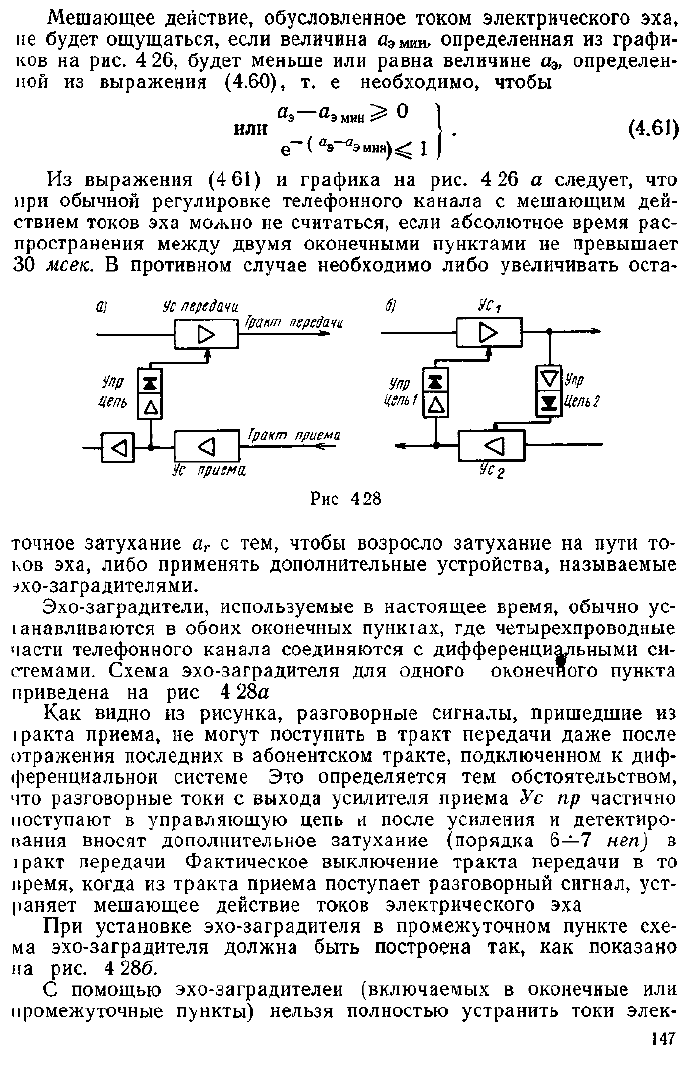 Мешающее действие, обусловленное током электрического эха,
не будет ощущаться, если величина aэ мин, определенная из графи-
ков на рис. 4 26, будет меньше или равна величине aэ, определен-
ной из выражения (4.60), т. е необходимо, чтобы
aэ—aэ мин ⩾ 0
или
e−(aэ−aэ мин) ⩽ 1 } . (4.61)
Из выражения (4 61) и графика на рис. 4 26 а следует, что
при обычной регулировке телефонного канала с мешающим дей-
ствием токов эха можно не считаться, если абсолютное время рас-
пространения между двумя оконечными пунктами не превышает
30 мсек. В противном случае необходимо либо увеличивать оста-
а) Ус передачи
Тракт передачи
Упр
Цепь
Тракт приема
Ус приема
б) Ус1
Упр
Цепь 1
Упр
Цепь 2
Ус2
Рис 4 28
точное затухание ar с тем, чтобы возросло затухание на пути то-
ков эха, либо применять дополнительные устройства, называемые
эхо-заградителями.
Эхо-заградители, используемые в настоящее время, обычно ус-
танавливаются в обоих оконечных пунктах, где четырехпроводные
части телефонного канала соединяются с дифференциальными си-
стемами. Схема эхо-заградителя для одного оконечного пункта
приведена на рис 4 28а
Как видно из рисунка, разговорные сигналы, пришедшие из
тракта приема, не могут поступить в тракт передачи даже после
отражения последних в абонентском тракте, подключенном к диф-
ференциальной системе Это определяется тем обстоятельством,
что разговорные токи с выхода усилителя приема Ус пр частично
поступают в управляющую цепь и после усиления и детектиро-
вания вносят дополнительное затухание (порядка 6—7 неп) в
тракт передачи Фактическое выключение тракта передачи в то
время, когда из тракта приема поступает разговорный сигнал, уст-
раняет мешающее действие токов электрического эха
При установке эхо-заградителя в промежуточном пункте схе-
ма эхо-заградителя должна быть построена так, как показано
на рис. 4 28б.
С помощью эхо-заградителеи (включаемых в оконечные или
промежуточные пункты) нельзя полностью устранить токи элек-
147